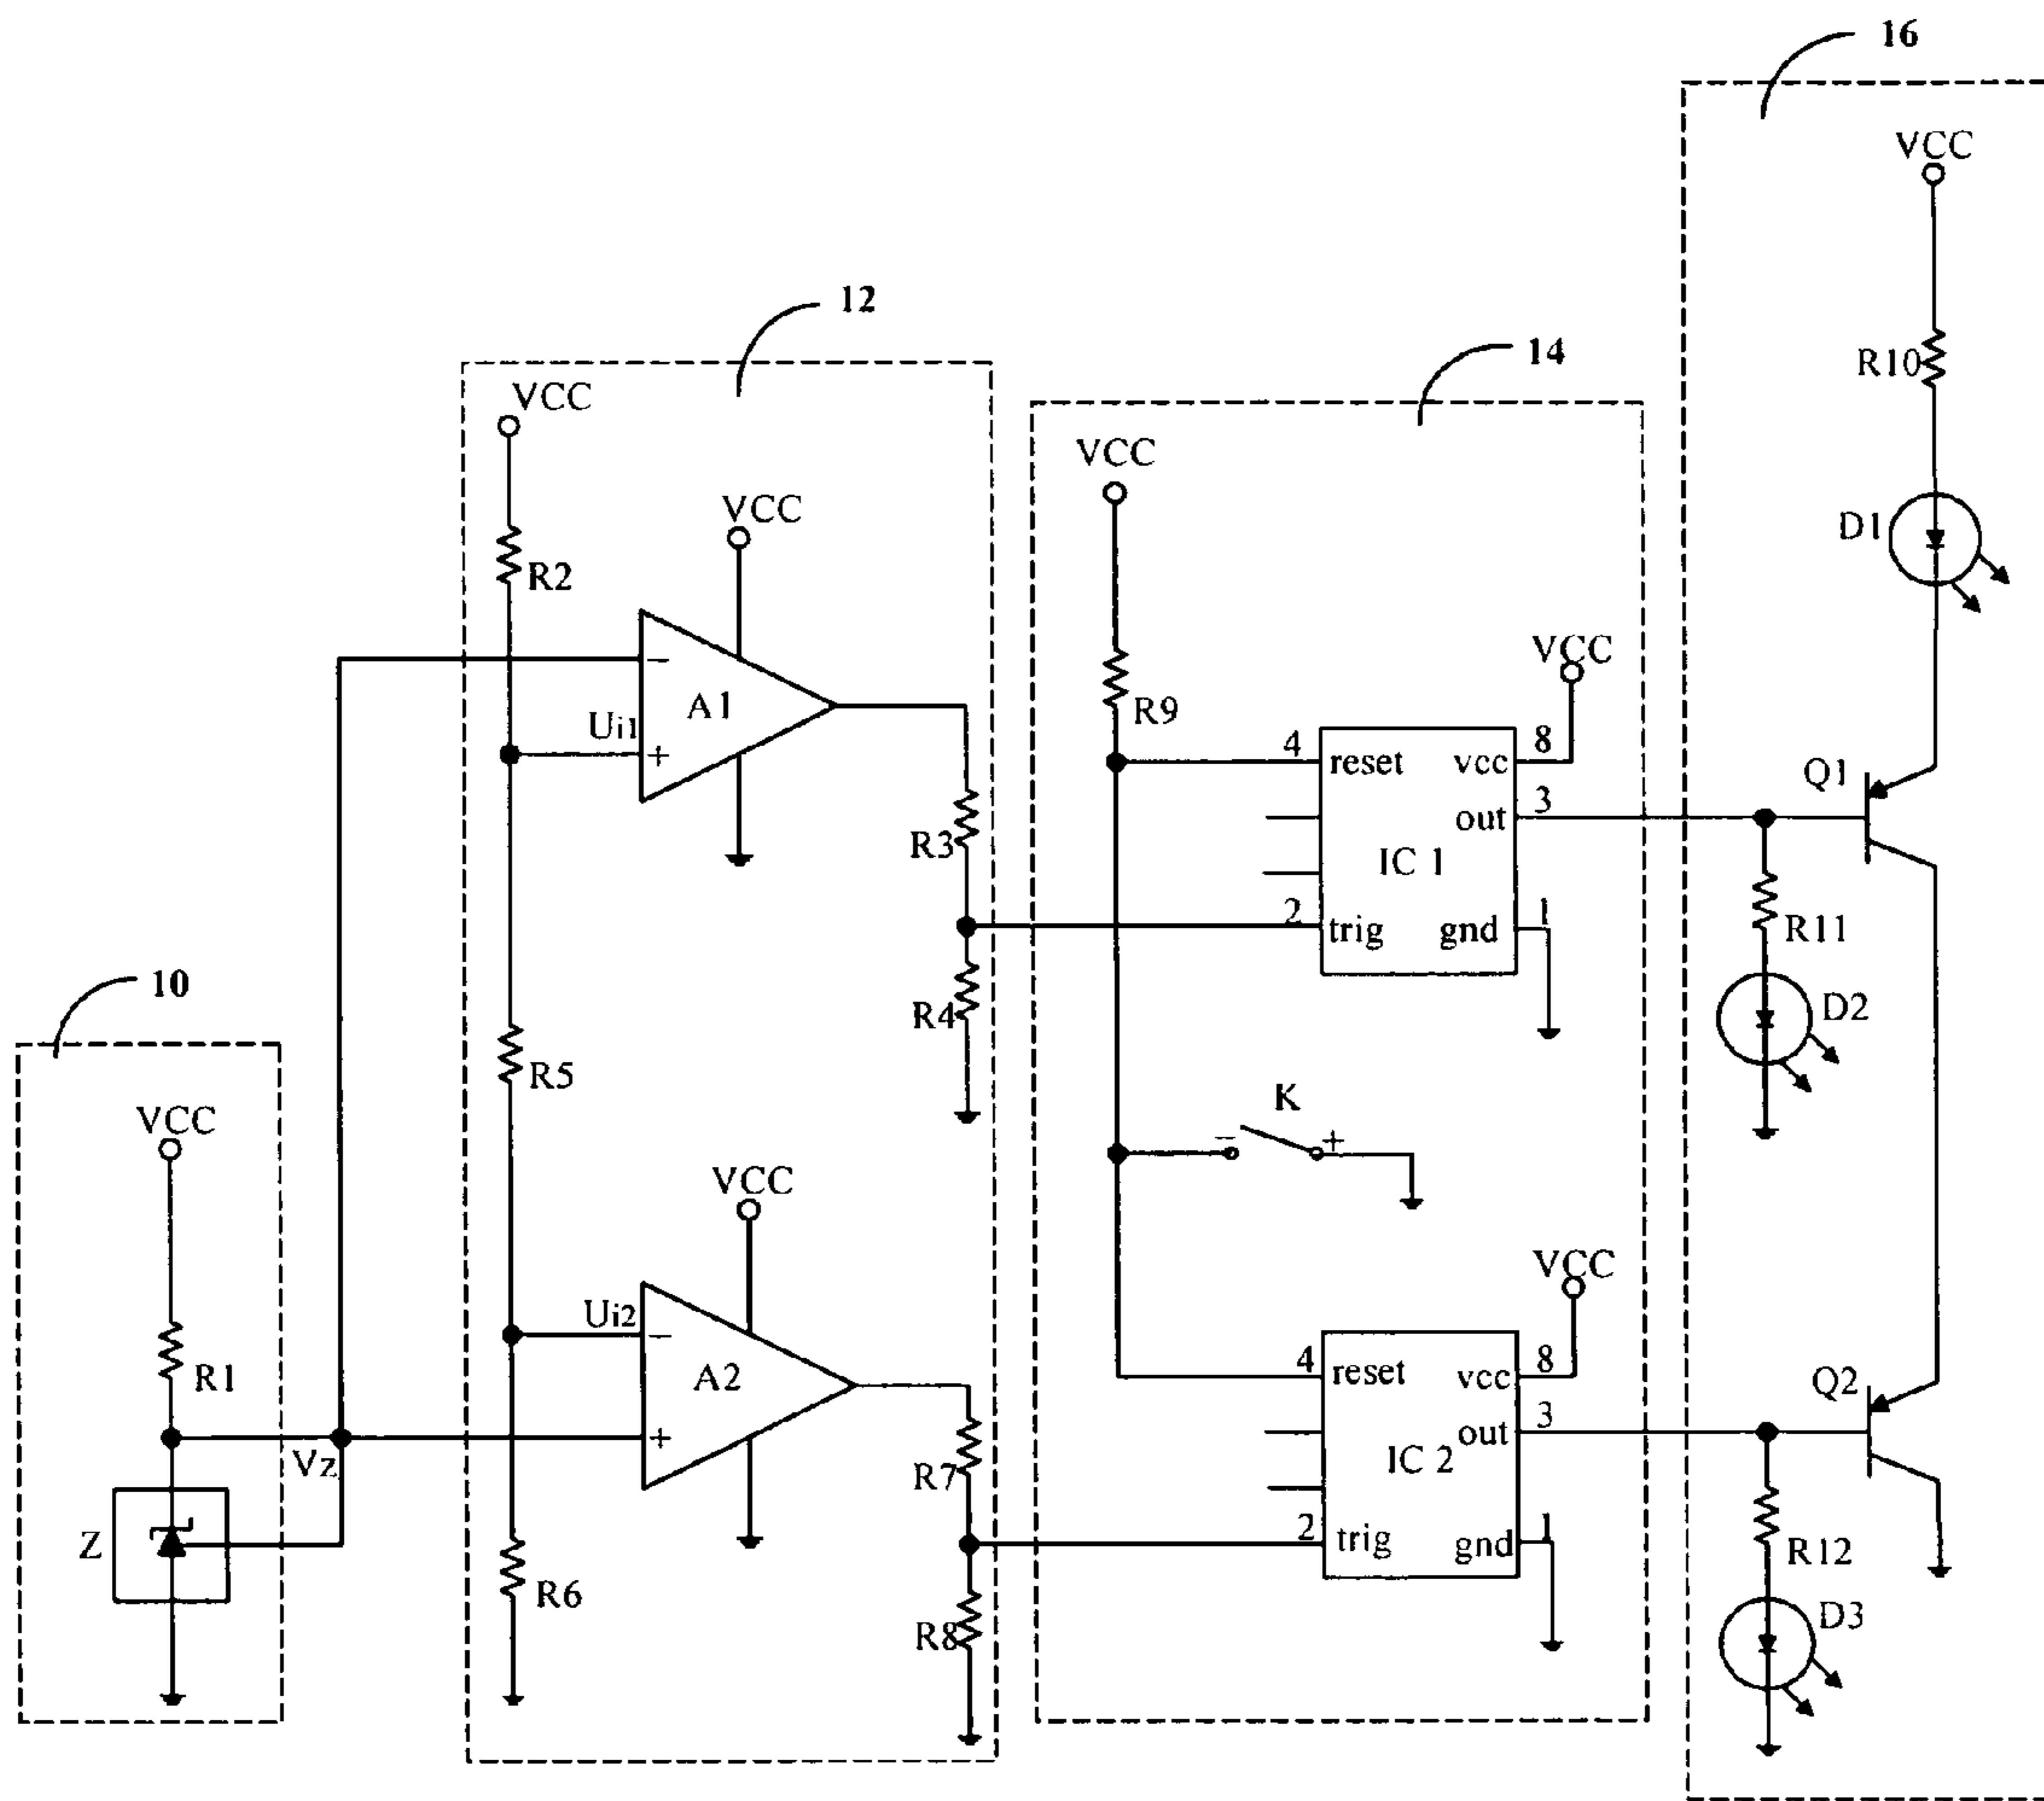 16
VCC
R10
D1
12
14
VCC
VCC
R2
VCC
VCC
R9
Ui1
−
A1
+
4
reset
vcc
8
out
3
Q1
IC 1
R3
2
trig
gnd
1
R11
10
R4
D2
R5
K
−
+
VCC
VCC
VCC
Ui2
−
A2
+
R1
4
reset
vcc
8
Q2
out
3
IC 2
Vz
R7
2
trig
gnd
1
R12
Z
R6
R8
D3